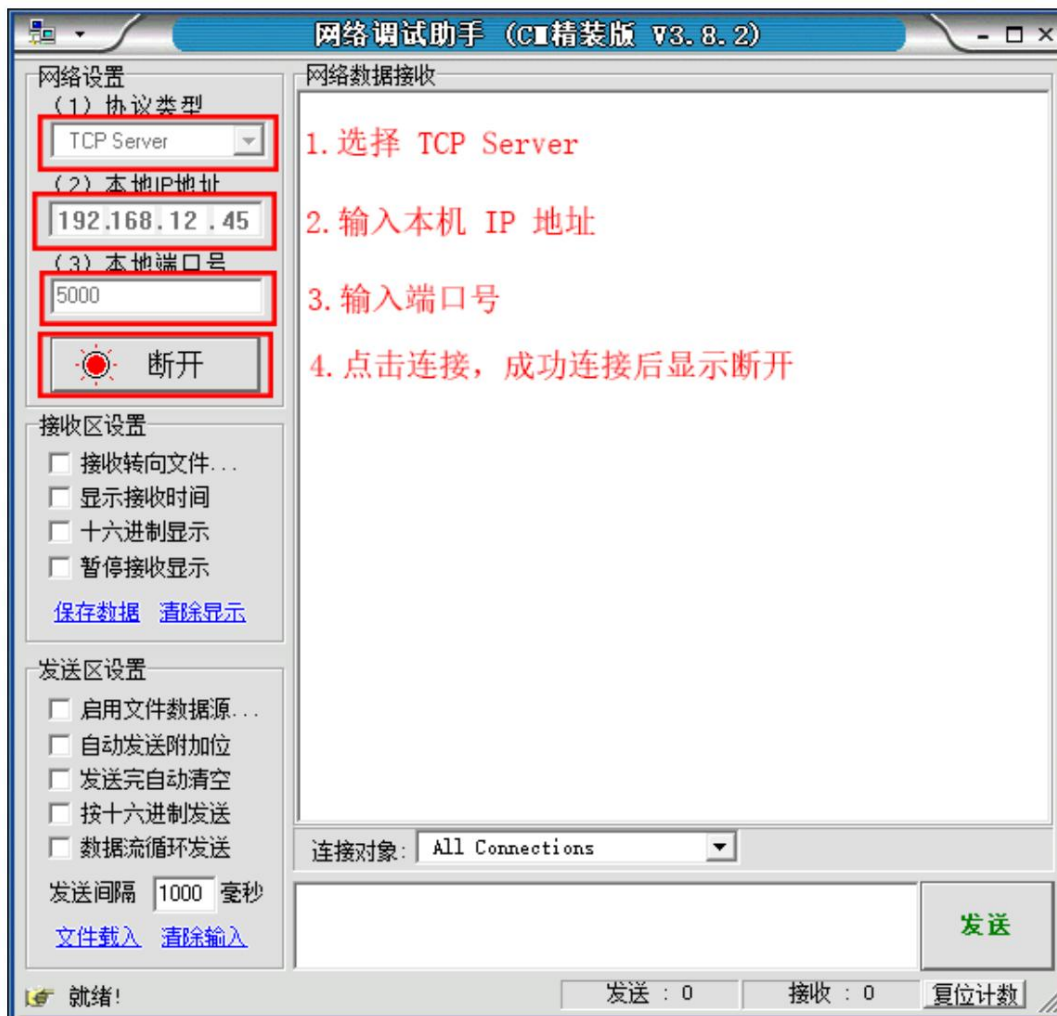 网络调试助手 (CⅢ精装版 V3.8.2)
网络设置
(1) 协议类型
TCP Server
(2) 本地IP地址
192.168.12.45
(3) 本地端口号
5000
断开
接收区设置
接收转向文件...
显示接收时间
十六进制显示
暂停接收显示
保存数据 清除显示
发送区设置
启用文件数据源...
自动发送附加位
发送完自动清空
按十六进制发送
数据流循环发送
发送间隔 1000 毫秒
文件载入 清除输入
网络数据接收
1.选择 TCP Server
2.输入本机 IP 地址
3.输入端口号
4.点击连接，成功连接后显示断开
连接对象: All Connections
发送
就绪!
发送 : 0
接收 : 0
复位计数